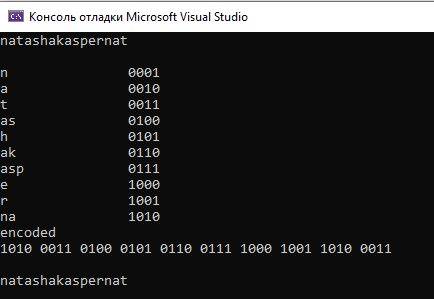 C:\ Консоль отладки Microsoft Visual Studio
natashakaspernat
n 0001
a 0010
t 0011
as 0100
h 0101
ak 0110
asp 0111
e 1000
r 1001
na 1010
encoded
1010 0011 0100 0101 0110 0111 1000 1001 1010 0011
natashakaspernat